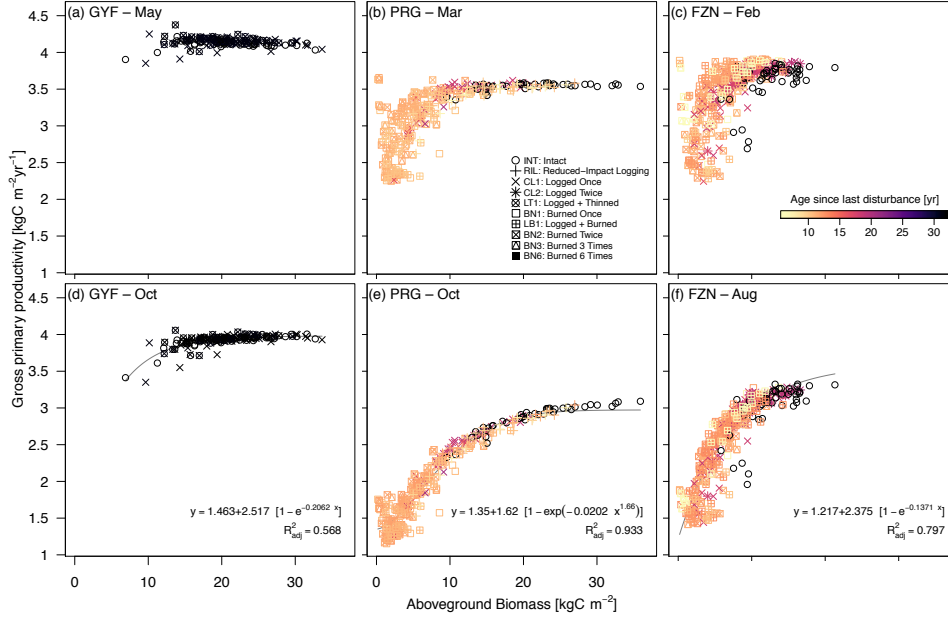 (a) GYF − May
(b) PRG − Mar
(c) FZN − Feb
4.5
4
3.5
3
2.5
2
1.5
1
INT: Intact
RIL: Reduced−Impact Logging
CL1: Logged Once
CL2: Logged Twice
LT1: Logged + Thinned
BN1: Burned Once
LB1: Logged + Burned
BN2: Burned Twice
BN3: Burned 3 Times
BN6: Burned 6 Times
Age since last disturbance [yr]
10 15 20 25 30
Gross primary productivity [kgC m−2yr−1]
(d) GYF − Oct
(e) PRG − Oct
(f) FZN − Aug
4.5
4
3.5
3
2.5
2
1.5
1
y = 1.463+2.517 [1 − e−0.2062 x]
R2adj = 0.568
y = 1.35+1.62 [1 − exp(−0.0202 x1.66)]
R2adj = 0.933
y = 1.217+2.375 [1 − e−0.1371 x]
R2adj = 0.797
0 10 20 30
0 10 20 30
0 10 20 30
Aboveground Biomass [kgC m−2]